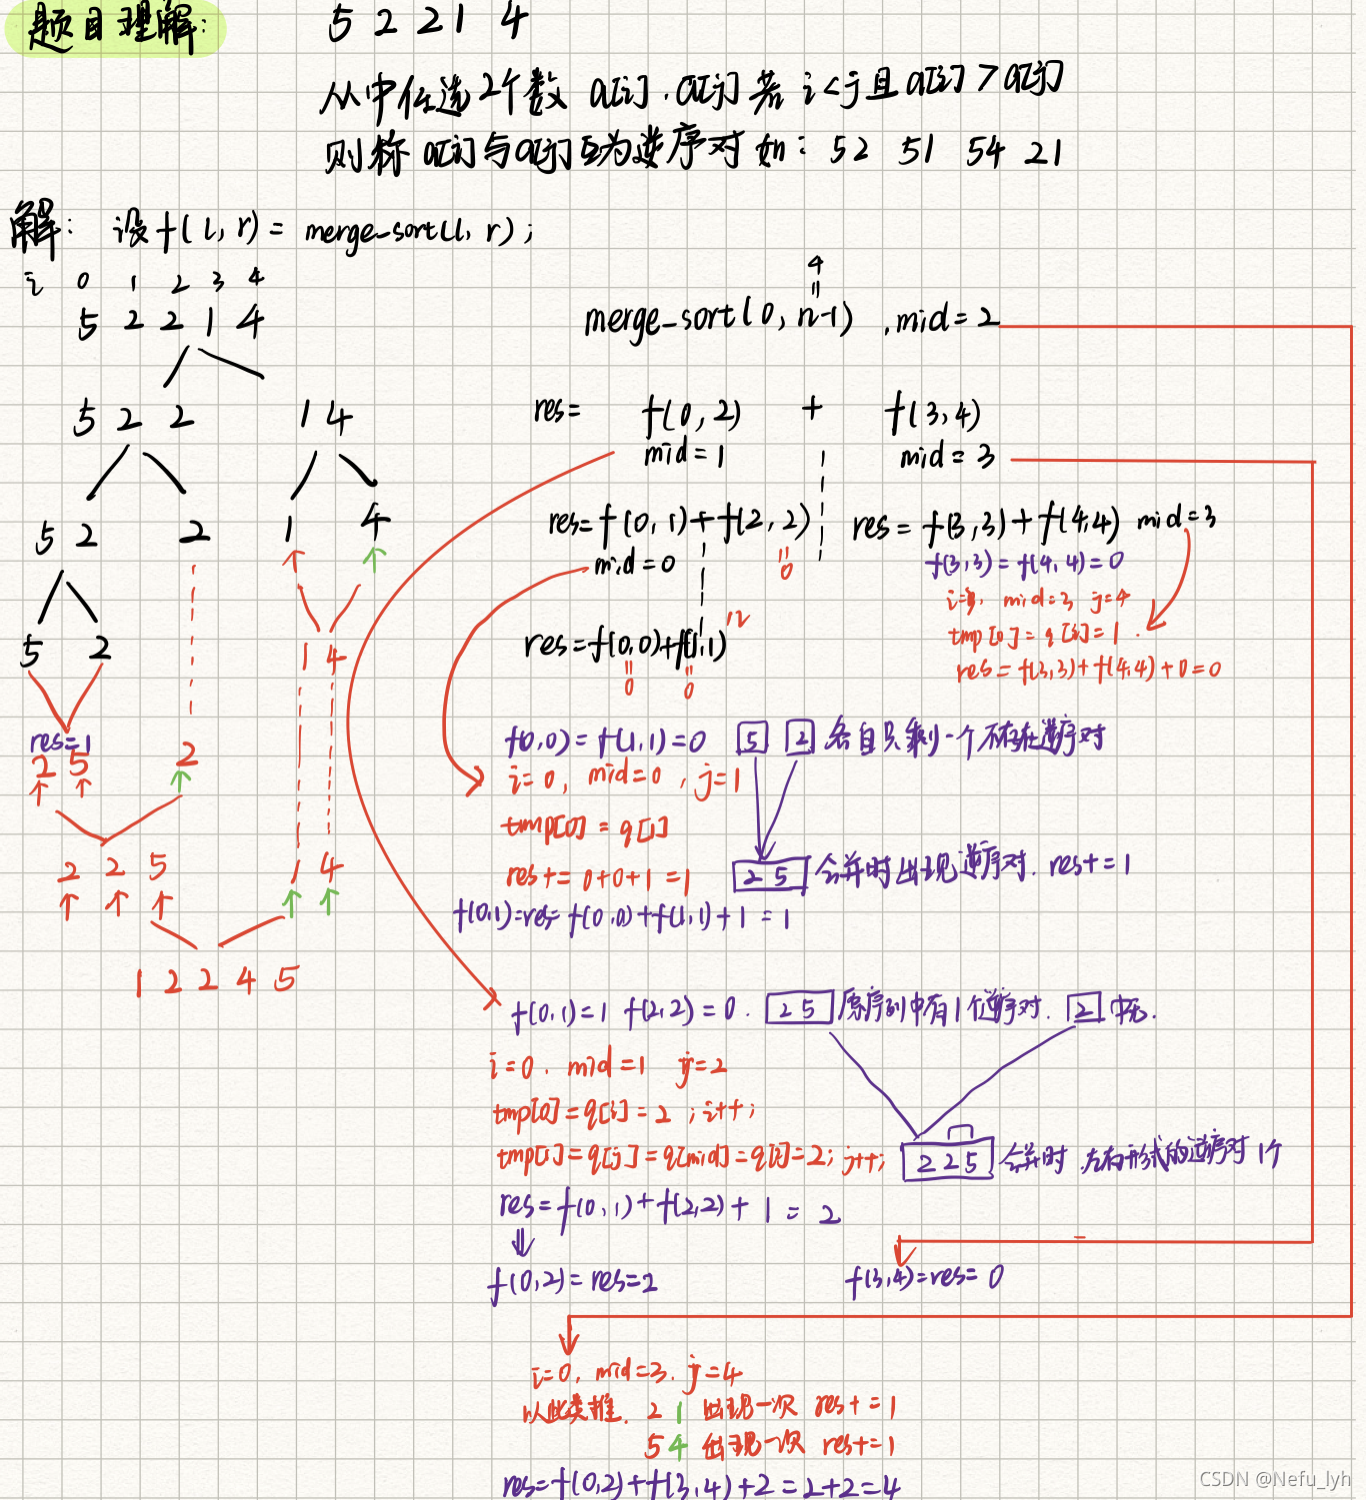 题目理解:
5 2 2 1 4
从中任选2个数 a[i].a[j] 若 i<j 且 a[i]>a[j]
则称 a[i]与a[j]互为逆序对 如: 52 51 54 21
解: 设f(l,r)= merge_sort(l,r);
i 0 1 2 3 4
5 2 2 1 4
4
=
merge_sort(0,n-1) .mid=2
5 2 2 1 4
res= f(0,2) + f(3,4)
mid=1 mid=3
5 2 2 1 4
res=f(0,1)+f(2,2) res=f(3,3)+f(4,4) mid=3
mid=0 0
f(3,3)=f(4,4)=0
i=3, mid=3 j=4
tmp[0]=q[i]=1.
res=f(3,3)+f(4,4)+0=0
5 2 1 4
res=f(0,0)+f(1,1)
0 0
res=1
2 5 2
f(0,0)=f(1,1)=0 5 2 各自只剩一个 不存在逆序对
i=0, mid=0, j=1
tmp[0]=q[j]
2 2 5 1 4
res+=0+0+1=1 2 5 合并时出现逆序对. res+=1
f(0,1)=res=f(0,0)+f(1,1)+1=1
1 2 2 4 5
f(0,1)=1 f(2,2)=0. 2 5 原序列中有1个逆序对. 2 中无.
i=0. mid=1 j=2
tmp[0]=q[i]=2;i++;
tmp[1]=q[j]=q[mid]=q[2]=2;j++; 2 2 5 合并时 左右形式的逆序对1个
res=f(0,1)+f(2,2)+1=2
f(0,2)=res=2 f(3,4)=res=0
i=0, mid=3. j=4
以此类推. 2 1 出现一次 res+=1
5 4 出现一次 res+=1
res=f(0,2)+f(3,4)+2=2+2=4
CSDN @Nefu_lyh